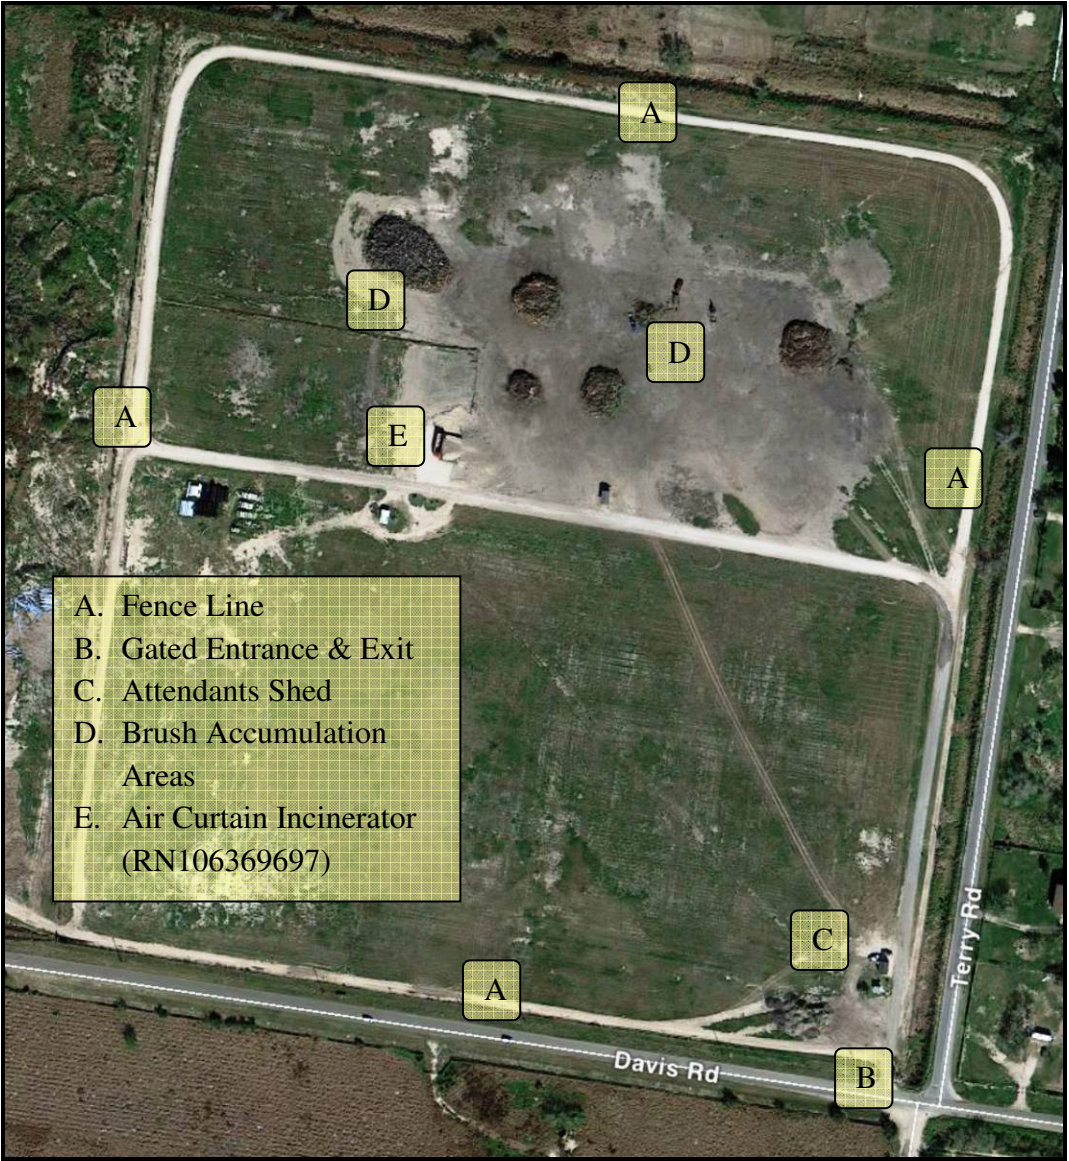 A
D
D
A
E
A
A. Fence Line
B. Gated Entrance & Exit
C. Attendants Shed
D. Brush Accumulation
Areas
E. Air Curtain Incinerator
(RN106369697)
C
Terry Rd
A
Davis Rd
B